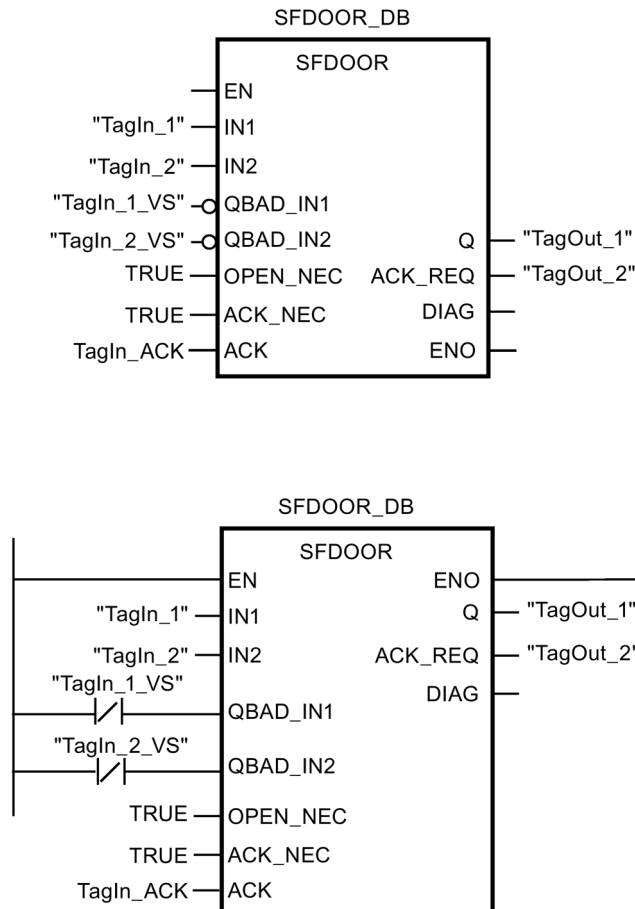 SFDOOR_DB
SFDOOR
EN
"TagIn_1" IN1
"TagIn_2" IN2
"TagIn_1_VS" QBAD_IN1
"TagIn_2_VS" QBAD_IN2 Q "TagOut_1"
TRUE OPEN_NEC ACK_REQ "TagOut_2"
TRUE ACK_NEC DIAG
TagIn_ACK ACK ENO
SFDOOR_DB
SFDOOR
EN ENO
"TagIn_1" IN1 Q "TagOut_1"
"TagIn_2" IN2 ACK_REQ "TagOut_2"
"TagIn_1_VS" DIAG
QBAD_IN1
"TagIn_2_VS"
QBAD_IN2
TRUE OPEN_NEC
TRUE ACK_NEC
TagIn_ACK ACK